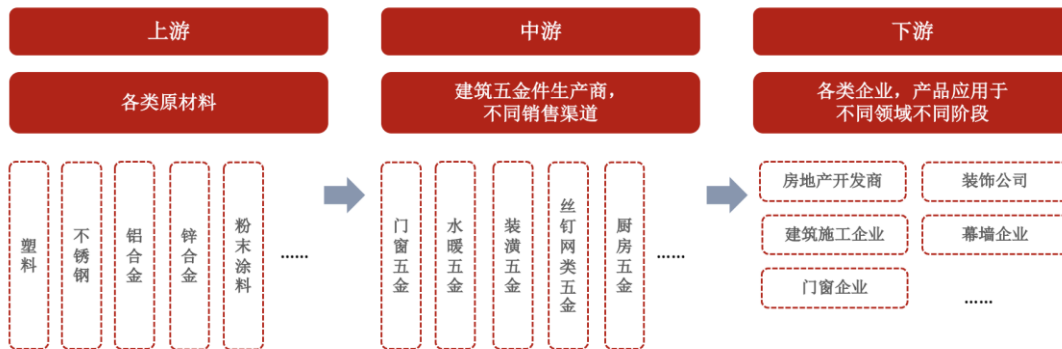 上游
中游
下游
各类原材料
建筑五金件生产商，
不同销售渠道
各类企业，产品应用于
不同领域不同阶段
塑料
不锈钢
铝合金
锌合金
粉末涂料
……
门窗五金
水暖五金
装潢五金
丝钉网类五金
厨房五金
……
房地产开发商
装饰公司
建筑施工企业
幕墙企业
门窗企业
……